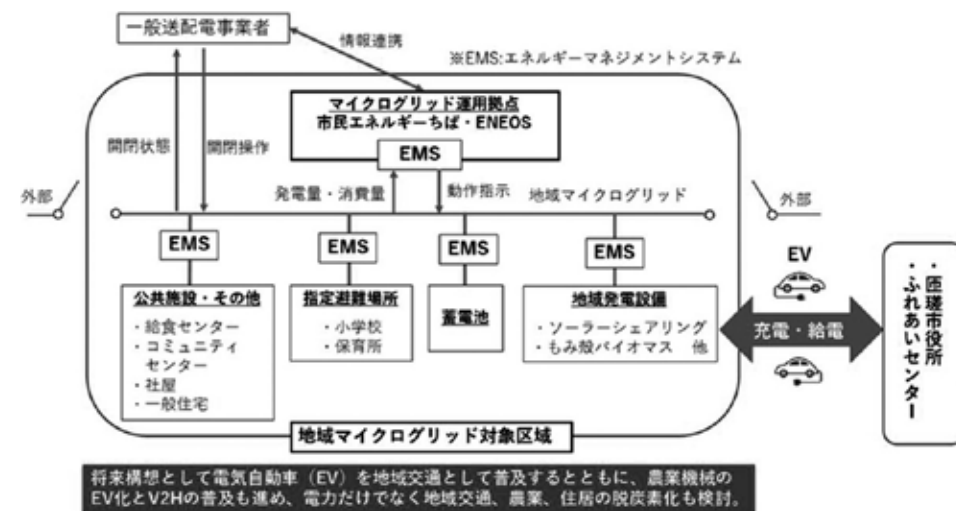 一般送配電事業者
情報連携
※EMS:エネルギーマネジメントシステム
マイクログリッド運用拠点
市民エネルギーちば・ENEOS
EMS
開閉状態
開閉操作
発電量・消費量
動作指示
地域マイクログリッド
外部
外部
EMS
EMS
EMS
EMS
公共施設・その他
・給食センター
・コミュニティ
センター
・社屋
・一般住宅
指定避難場所
・小学校
・保育所
蓄電池
地域発電設備
・ソーラーシェアリング
・もみ殻バイオマス 他
EV
充電・給電
・匝瑳市役所
・ふれあいセンター
地域マイクログリッド対象区域
将来構想として電気自動車（EV）を地域交通として普及するとともに、農業機械の
EV化とV2Hの普及も進め、電力だけでなく地域交通、農業、住居の脱炭素化も検討。